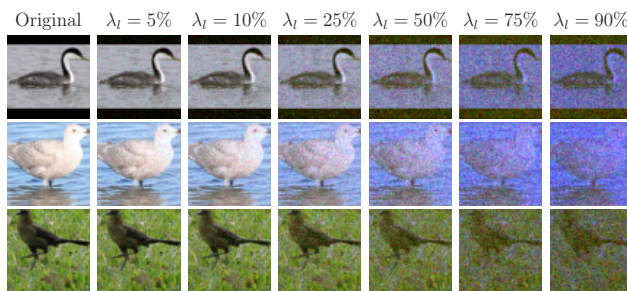 Original λ_l = 5% λ_l = 10% λ_l = 25% λ_l = 50% λ_l = 75% λ_l = 90%